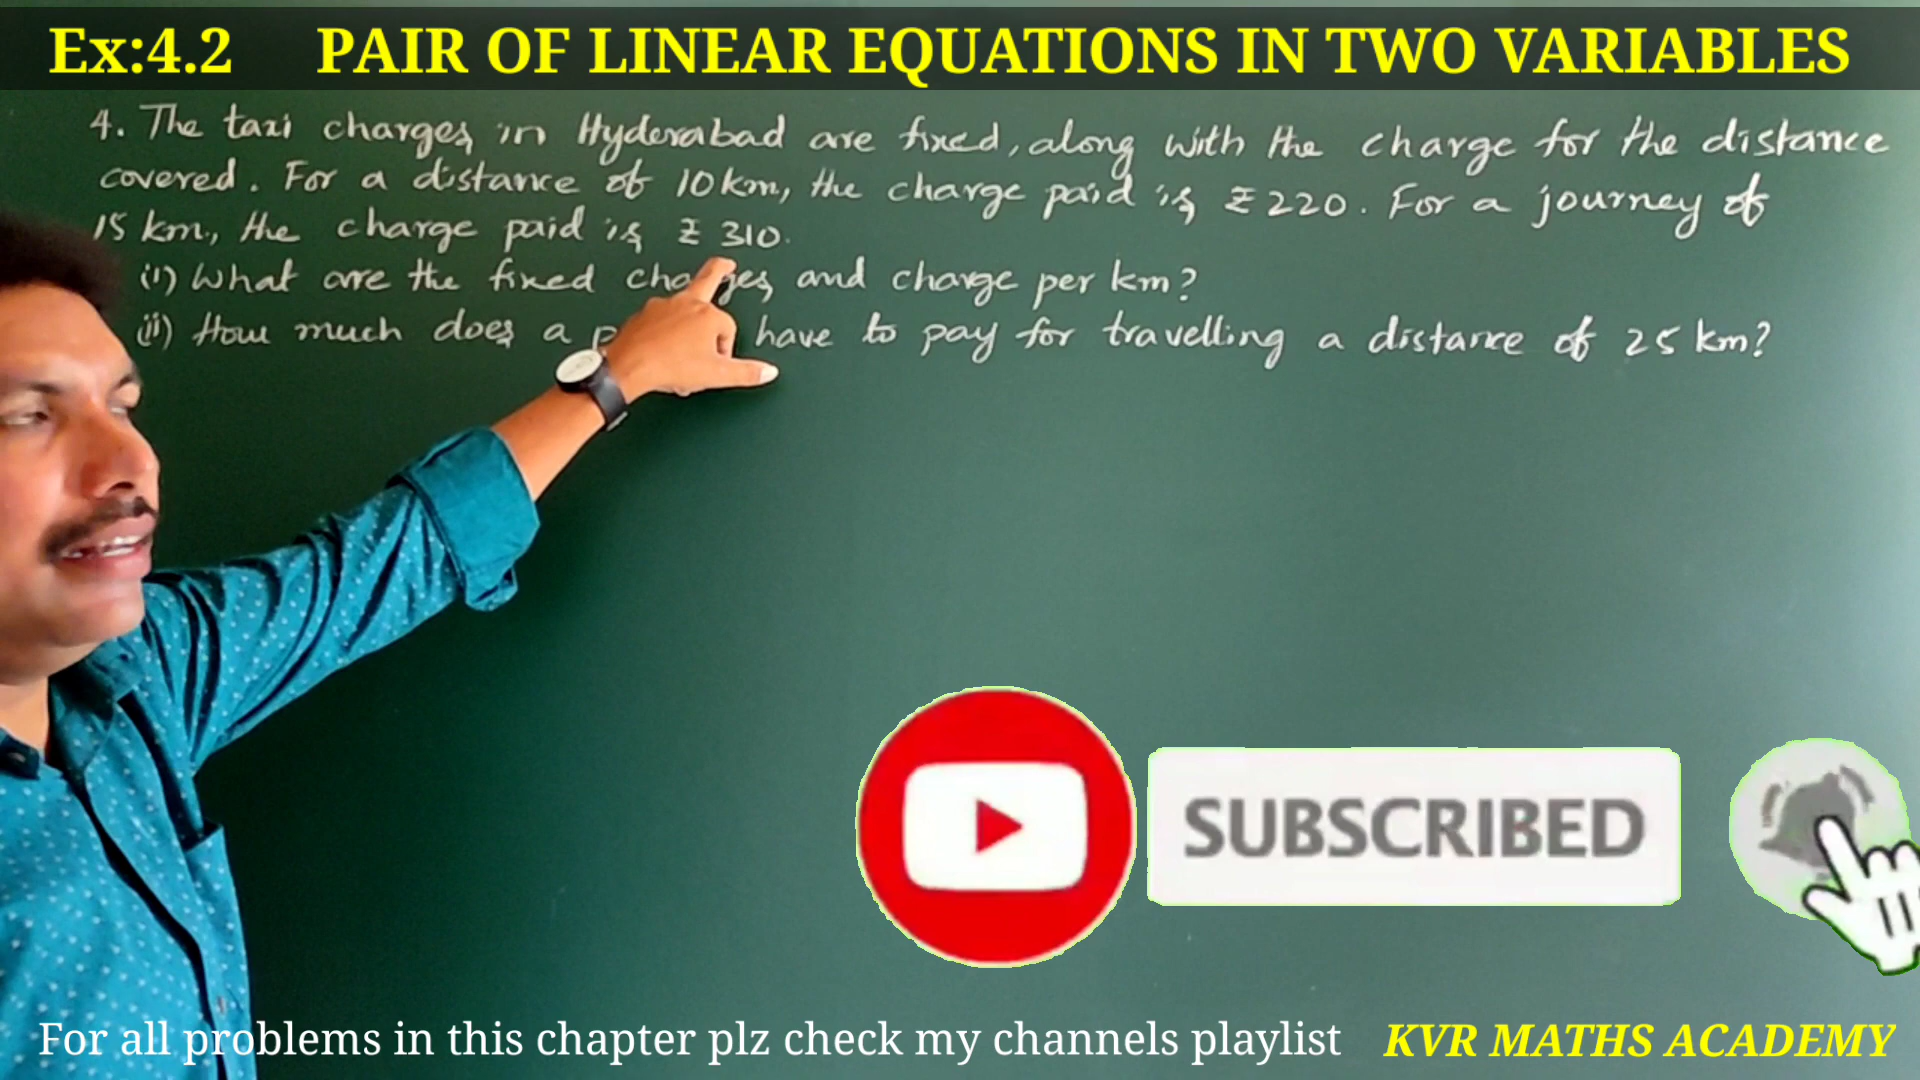 Ex:4.2 PAIR OF LINEAR EQUATIONS IN TWO VARIABLES
4. The taxi charges in Hyderabad are fixed, along with the charge for the distance
covered. For a distance of 10 km, the charge paid is ₹ 220. For a journey of
15 km., the charge paid is ₹ 310.
(i) What are the fixed charges and charge per km?
(ii) How much does a have to pay for travelling a distance of 25 km?
SUBSCRIBED
For all problems in this chapter plz check my channels playlist KVR MATHS ACADEMY